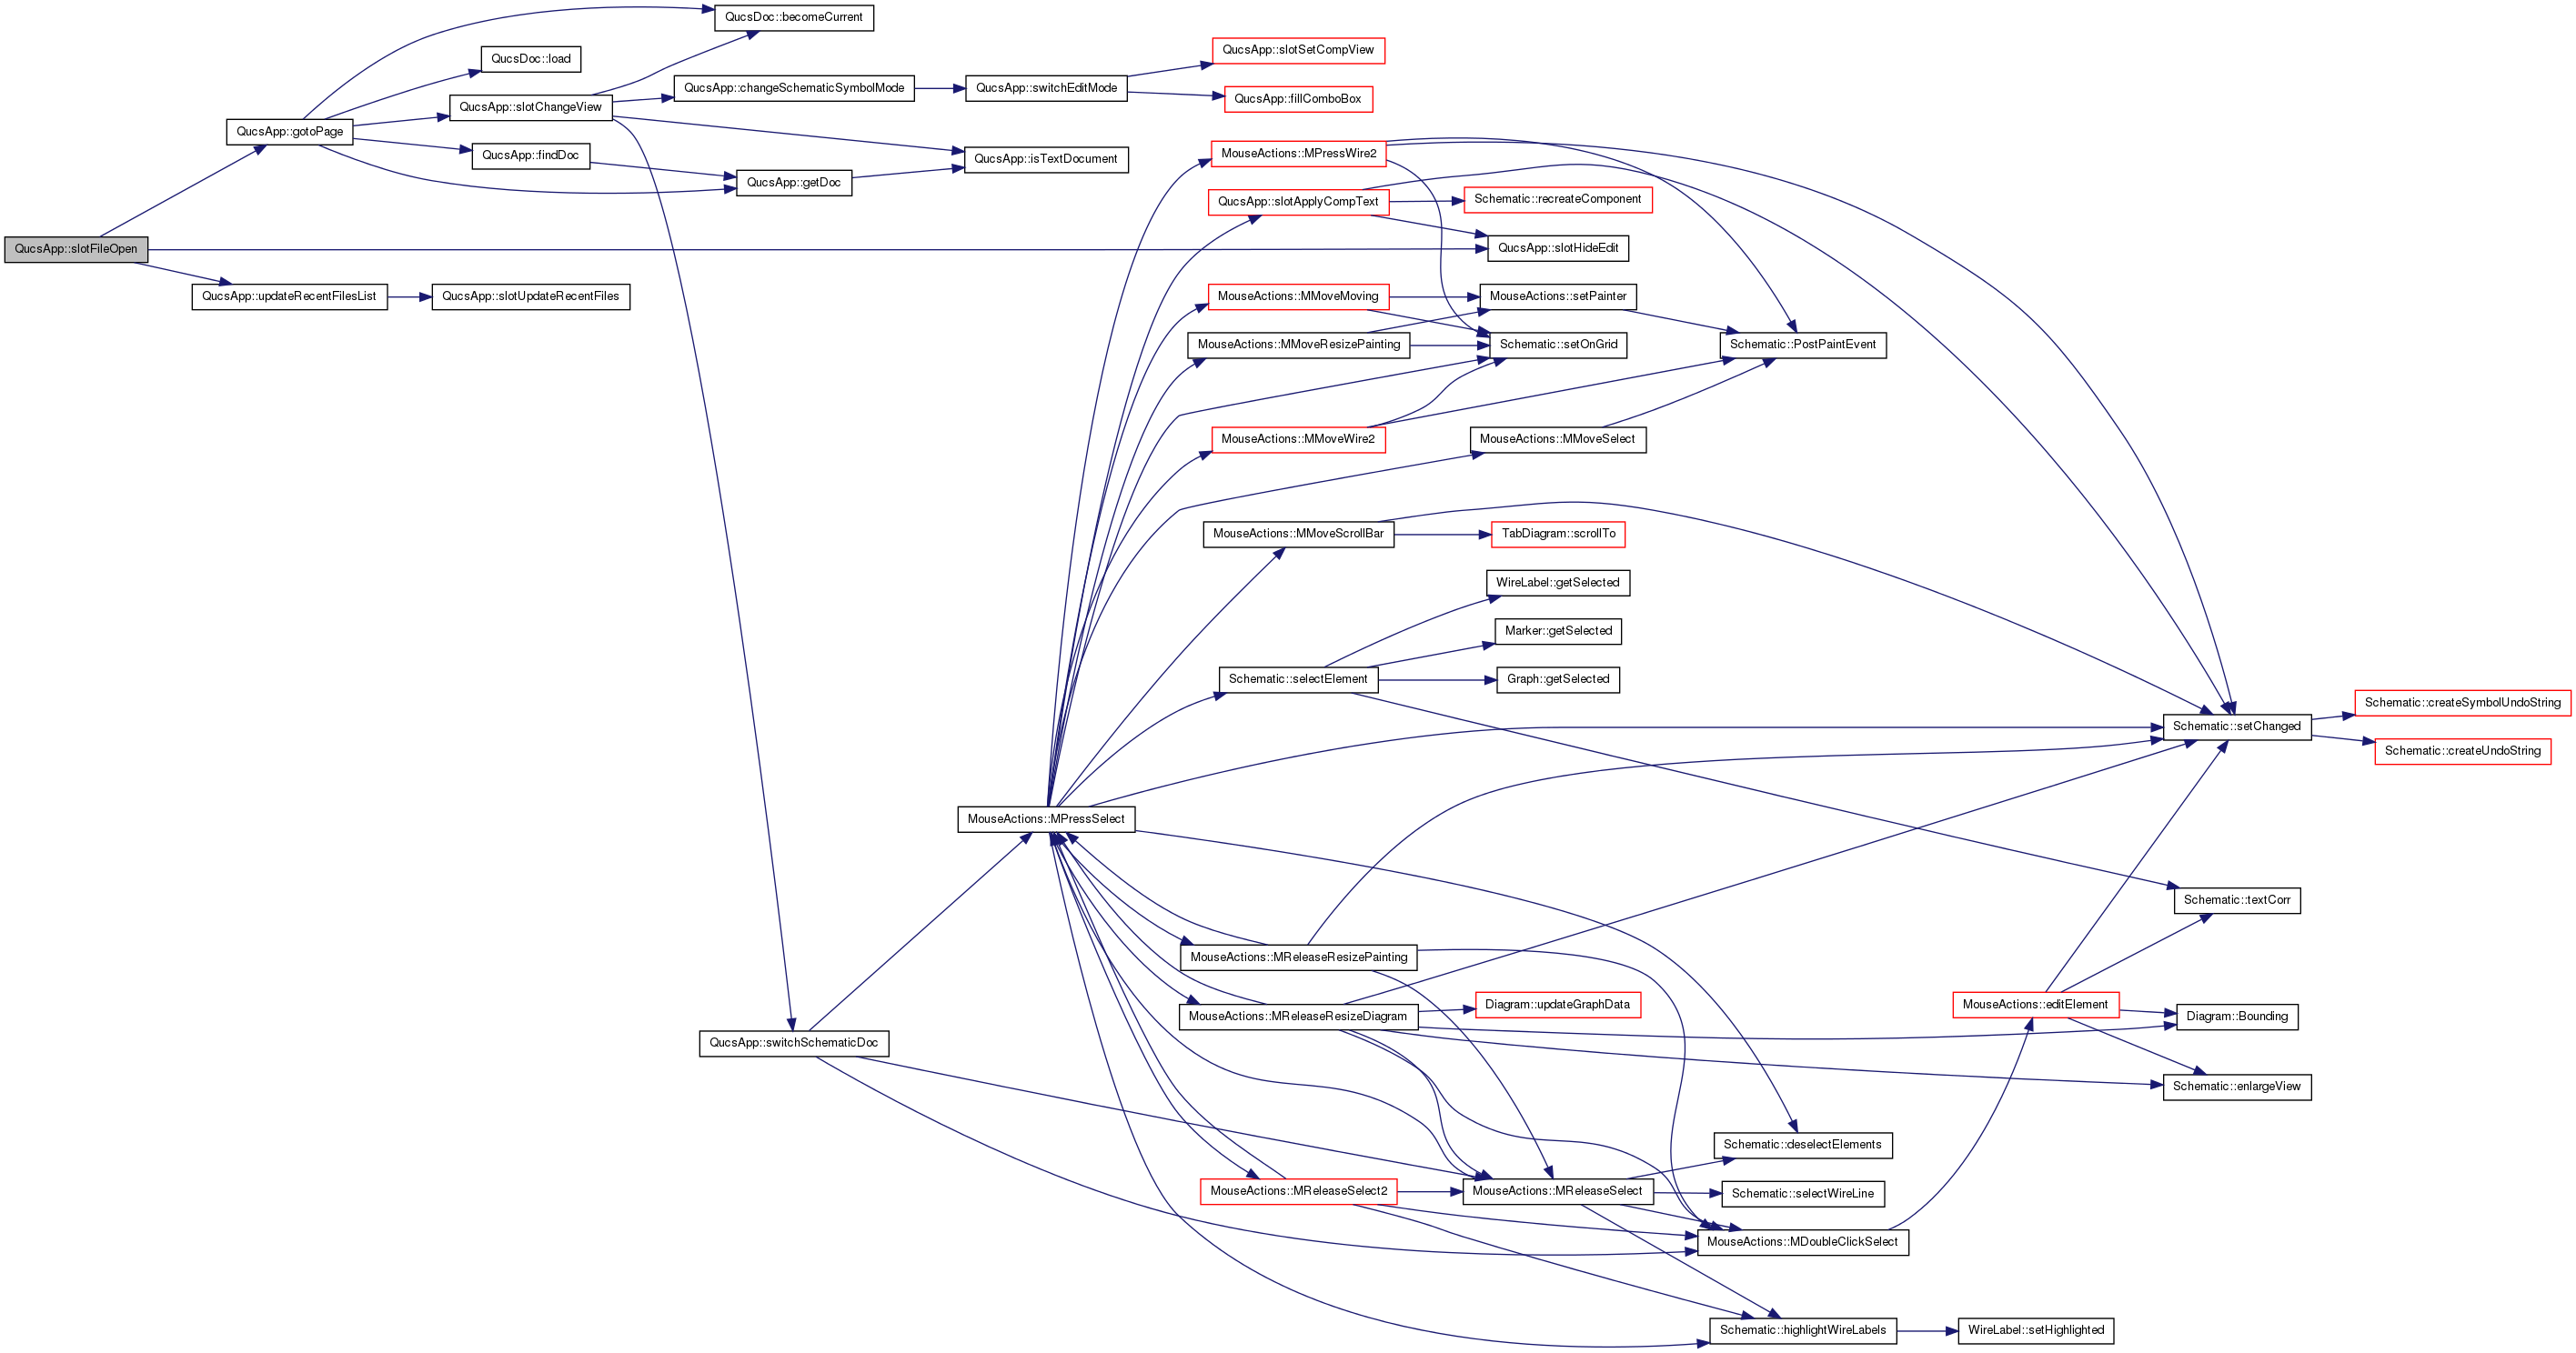 QucsDoc::becomeCurrent
QucsApp::slotSetCompView
QucsDoc::load
QucsApp::changeSchematicSymbolMode
QucsApp::switchEditMode
QucsApp::fillComboBox
QucsApp::slotChangeView
QucsApp::gotoPage
QucsApp::findDoc
QucsApp::isTextDocument
QucsApp::getDoc
MouseActions::MPressWire2
QucsApp::slotApplyCompText
Schematic::recreateComponent
QucsApp::slotFileOpen
QucsApp::slotHideEdit
QucsApp::updateRecentFilesList
QucsApp::slotUpdateRecentFiles
MouseActions::MMoveMoving
MouseActions::setPainter
MouseActions::MMoveResizePainting
Schematic::setOnGrid
Schematic::PostPaintEvent
MouseActions::MMoveWire2
MouseActions::MMoveSelect
MouseActions::MMoveScrollBar
TabDiagram::scrollTo
WireLabel::getSelected
Marker::getSelected
Schematic::selectElement
Graph::getSelected
Schematic::createSymbolUndoString
Schematic::setChanged
Schematic::createUndoString
MouseActions::MPressSelect
Schematic::textCorr
MouseActions::MReleaseResizePainting
MouseActions::MReleaseResizeDiagram
Diagram::updateGraphData
MouseActions::editElement
Diagram::Bounding
QucsApp::switchSchematicDoc
Schematic::enlargeView
Schematic::deselectElements
MouseActions::MReleaseSelect2
MouseActions::MReleaseSelect
Schematic::selectWireLine
MouseActions::MDoubleClickSelect
Schematic::highlightWireLabels
WireLabel::setHighlighted